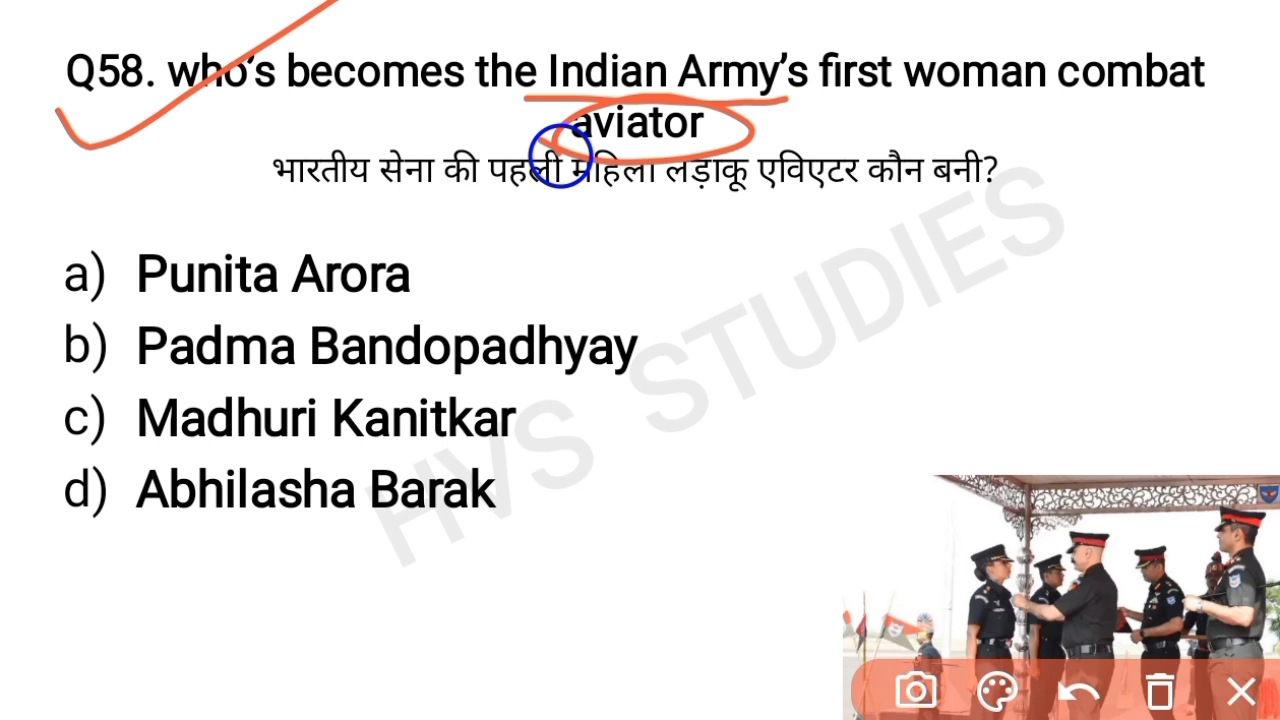 Q58. who's becomes the Indian Army's first woman combat
aviator
भारतीय सेना की पहली महिला लड़ाकू एविएटर कौन बनी?
a) Punita Arora
b) Padma Bandopadhyay
c) Madhuri Kanitkar
d) Abhilasha Barak
HVS STUDIES